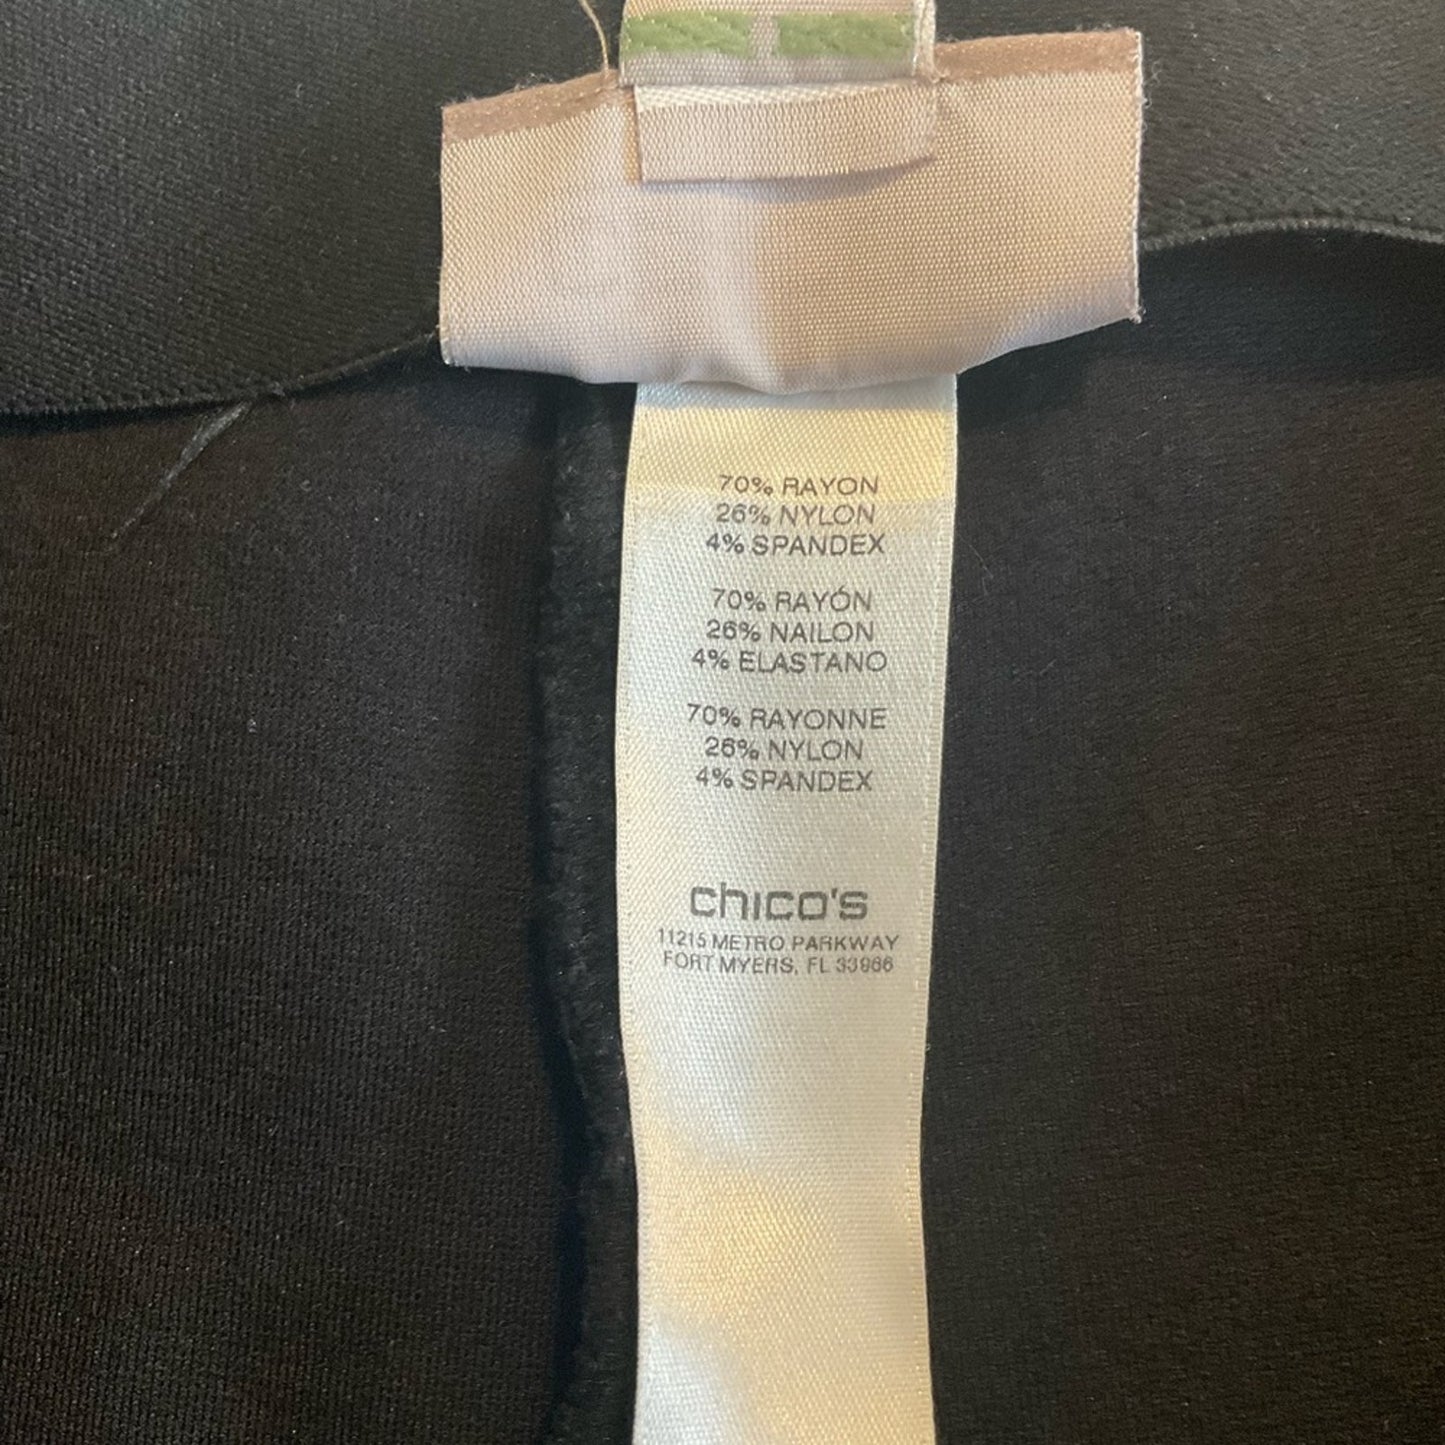 70% RAYON
26% NYLON
4% SPANDEX
70% RAYÓN
26% NAILON
4% ELASTANO
70% RAYONNE
26% NYLON
4% SPANDEX
chico's
11215 METRO PARKWAY
FORT MYERS, FL 33966